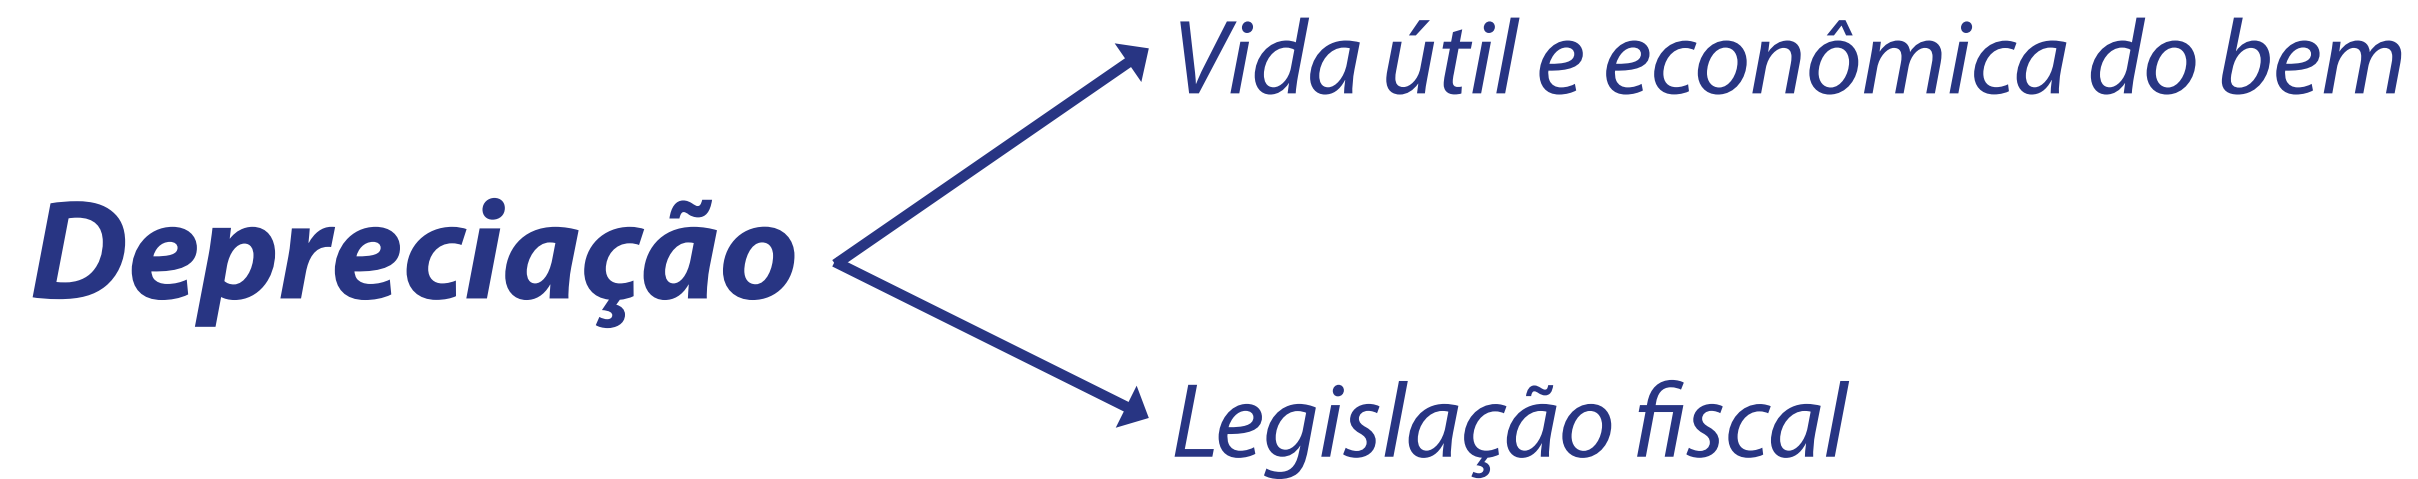 Vida útil e econômica do bem
Depreciação
Legislação fiscal